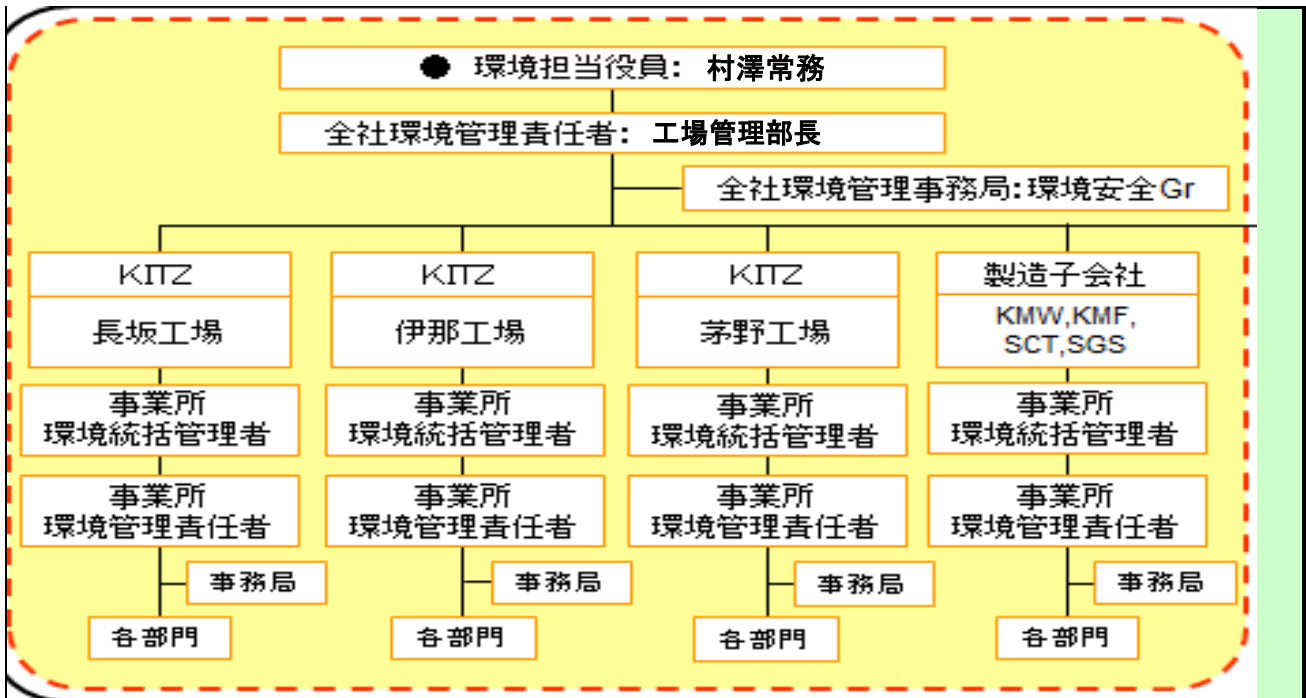 ● 環境担当役員： 村澤常務
全社環境管理責任者： 工場管理部長
全社環境管理事務局:環境安全Gr
KITZ
長坂工場
事業所
環境統括管理者
事業所
環境管理責任者
事務局
各部門
KITZ
伊那工場
事業所
環境統括管理者
事業所
環境管理責任者
事務局
各部門
KITZ
茅野工場
事業所
環境統括管理者
事業所
環境管理責任者
事務局
各部門
製造子会社
KMW,KMF,
SCT,SGS
事業所
環境統括管理者
事業所
環境管理責任者
事務局
各部門